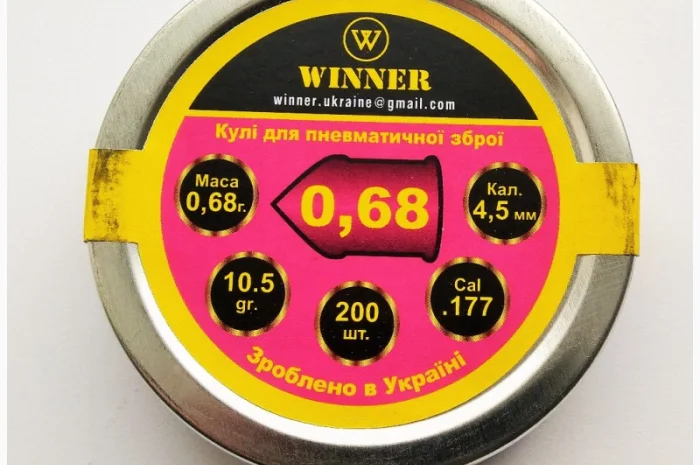 W
WINNER
winner.ukraine@gmail.com
Кулі для пневматичної зброї
Маса
0,68г.
0,68
Кал.
4,5 мм
10.5
gr.
200
шт.
Cal
.177
Зроблено в Україні